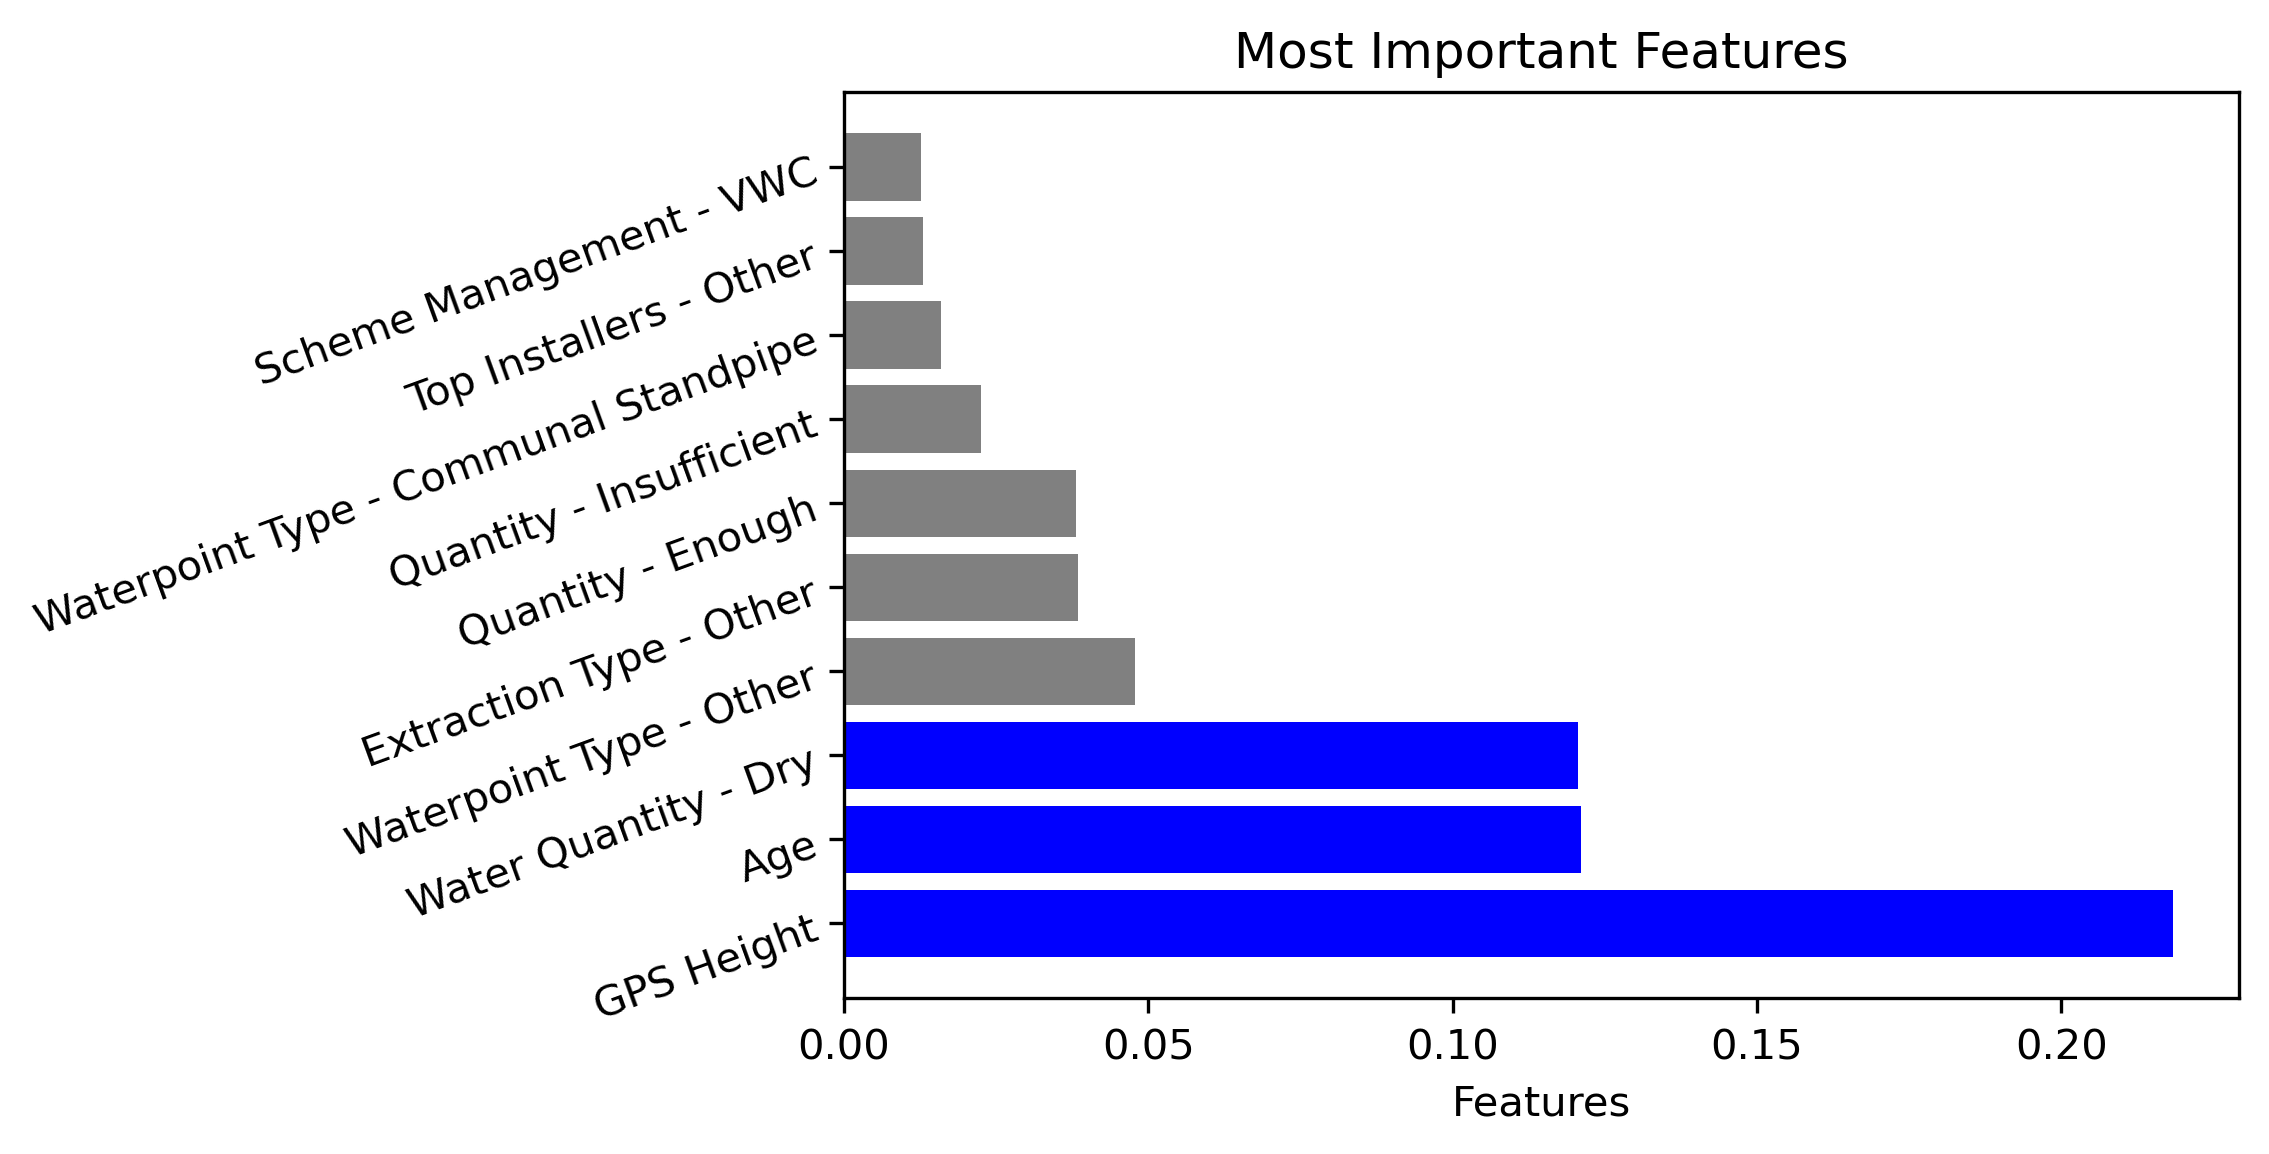 Most Important Features
Scheme Management - VWC
Top Installers - Other
Waterpoint Type - Communal Standpipe
Quantity - Insufficient
Quantity - Enough
Extraction Type - Other
Waterpoint Type - Other
Water Quantity - Dry
Age
GPS Height
0.00 0.05 0.10 0.15 0.20
Features